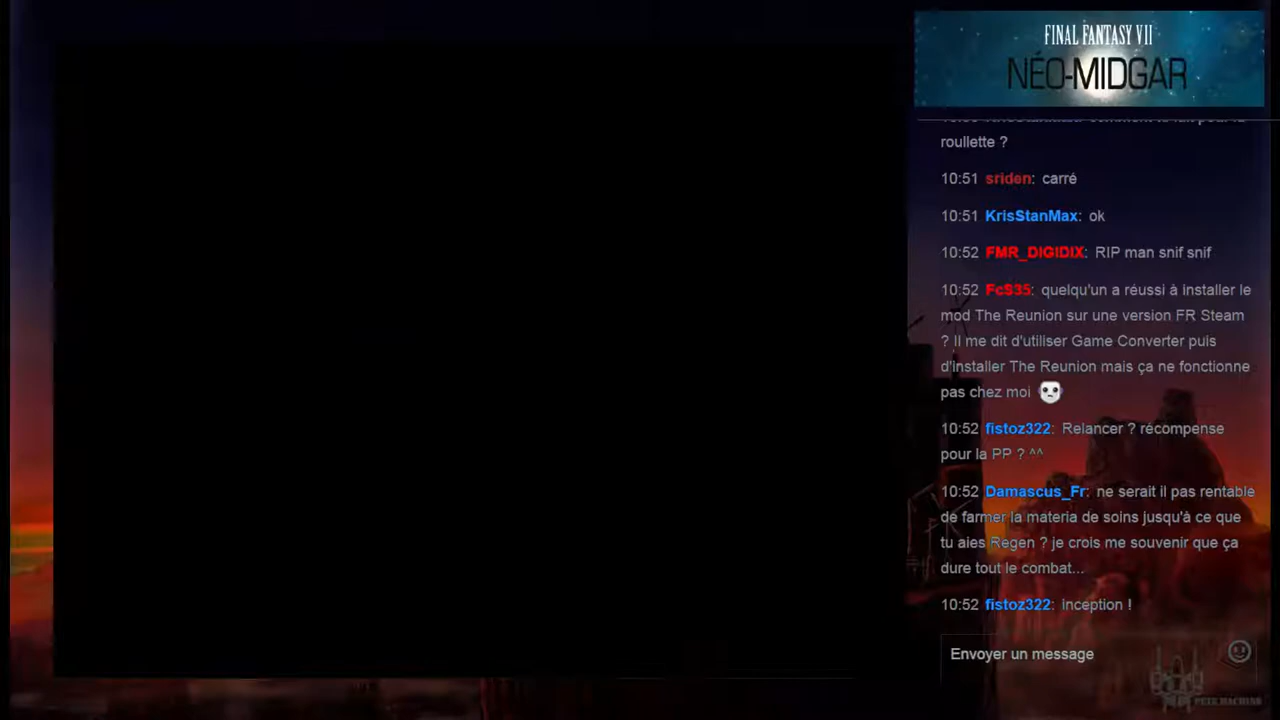 FINAL FANTASY VII
NÉO-MIDGAR
roullette ?
10:51 sriden: carré
10:51 KrisStanMax: ok
10:52 FMR_DIGIDIX: RIP man snif snif
10:52 FcS35: quelqu'un a réussi à installer le
mod The Reunion sur une version FR Steam
? Il me dit d'utiliser Game Converter puis
d'installer The Reunion mais ça ne fonctionne
pas chez moi
10:52 fistoz322: Relancer ? récompense
pour la PP ? ^^
10:52 Damascus_Fr: ne serait il pas rentable
de farmer la materia de soins jusqu'à ce que
tu aies Regen ? je crois me souvenir que ça
dure tout le combat...
10:52 fistoz322: Inception !
Envoyer un message
PETE MACHINE